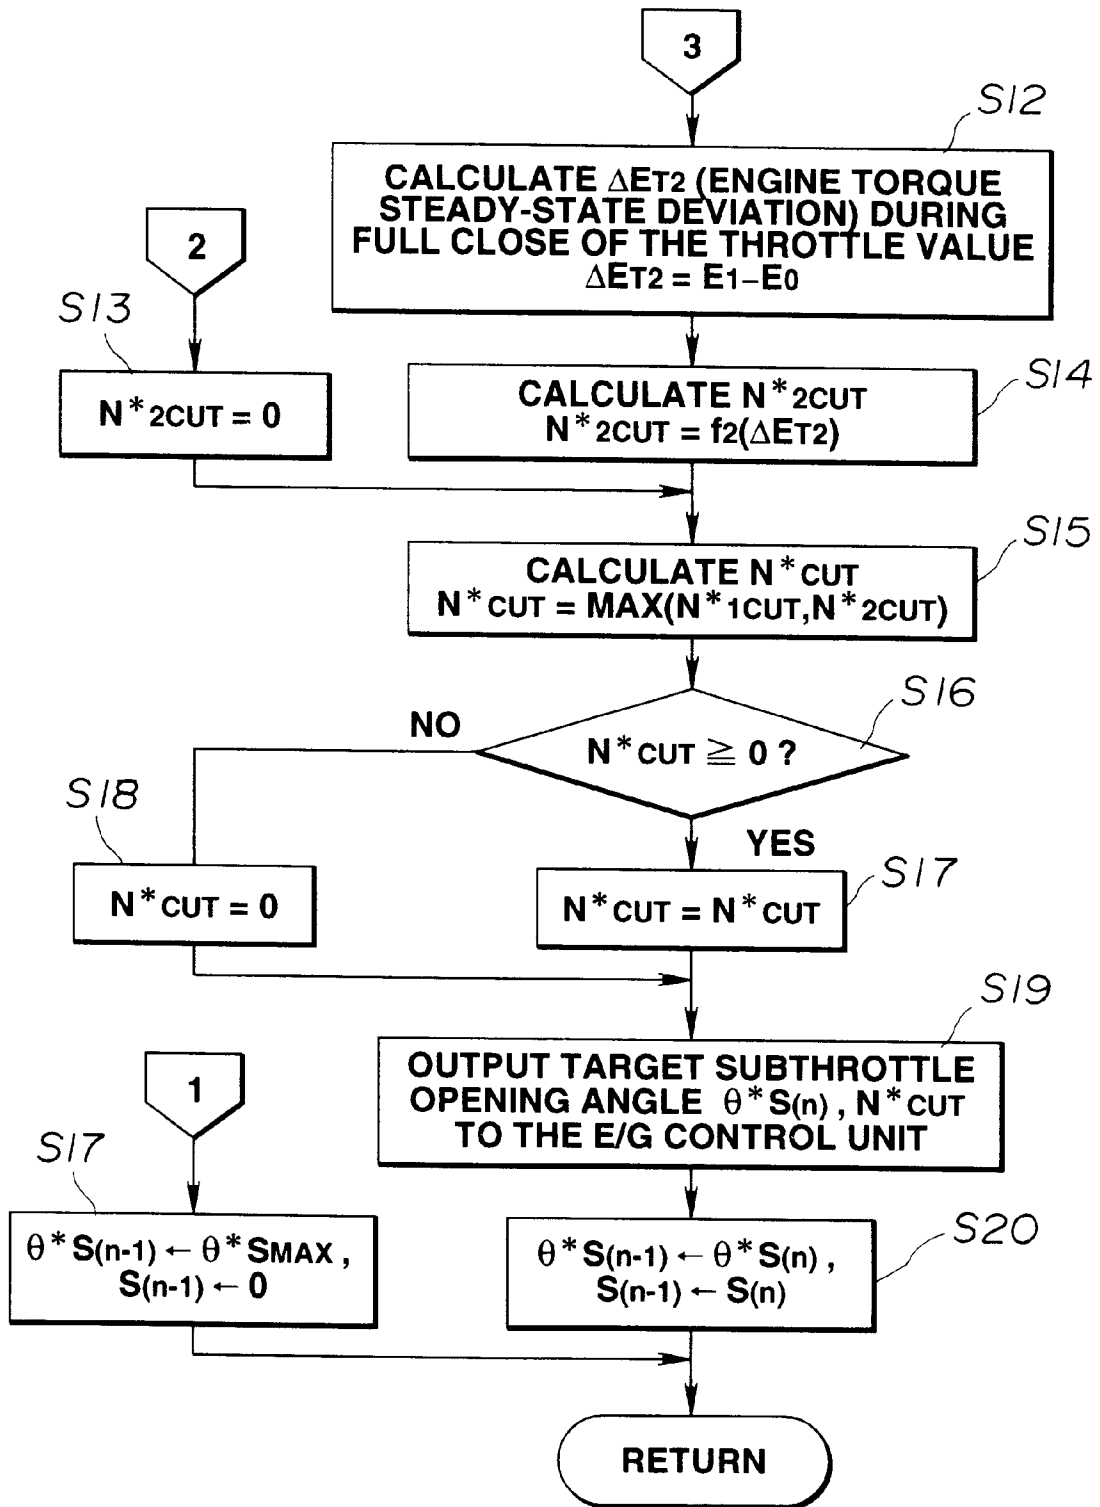 3
S12
CALCULATE ΔET2 (ENGINE TORQUE
STEADY-STATE DEVIATION) DURING
FULL CLOSE OF THE THROTTLE VALUE
ΔET2 = E1–E0
2
S13
N*2CUT = 0
S14
CALCULATE N*2CUT
N*2CUT = f2(ΔET2)
S15
CALCULATE N*CUT
N*CUT = MAX(N*1CUT,N*2CUT)
S16
N*CUT ≧ 0 ?
NO
YES
S18
N*CUT = 0
S17
N*CUT = N*CUT
S19
OUTPUT TARGET SUBTHROTTLE
OPENING ANGLE θ*S(n) , N*CUT
TO THE E/G CONTROL UNIT
1
S17
θ*S(n-1) ← θ*SMAX ,
S(n-1) ← 0
S20
θ*S(n-1) ← θ*S(n) ,
S(n-1) ← S(n)
RETURN